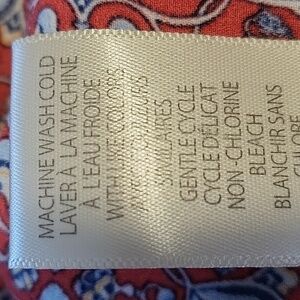 MACHINE WASH COLD
LAVER À LA MACHINE
À L'EAU FROIDE
WITH LIKE COLORS
AVEC COULEURS
SIMILAIRES
GENTLE CYCLE
CYCLE DÉLICAT
NON-CHLORINE
BLEACH
BLANCHIR SANS
CHLORE